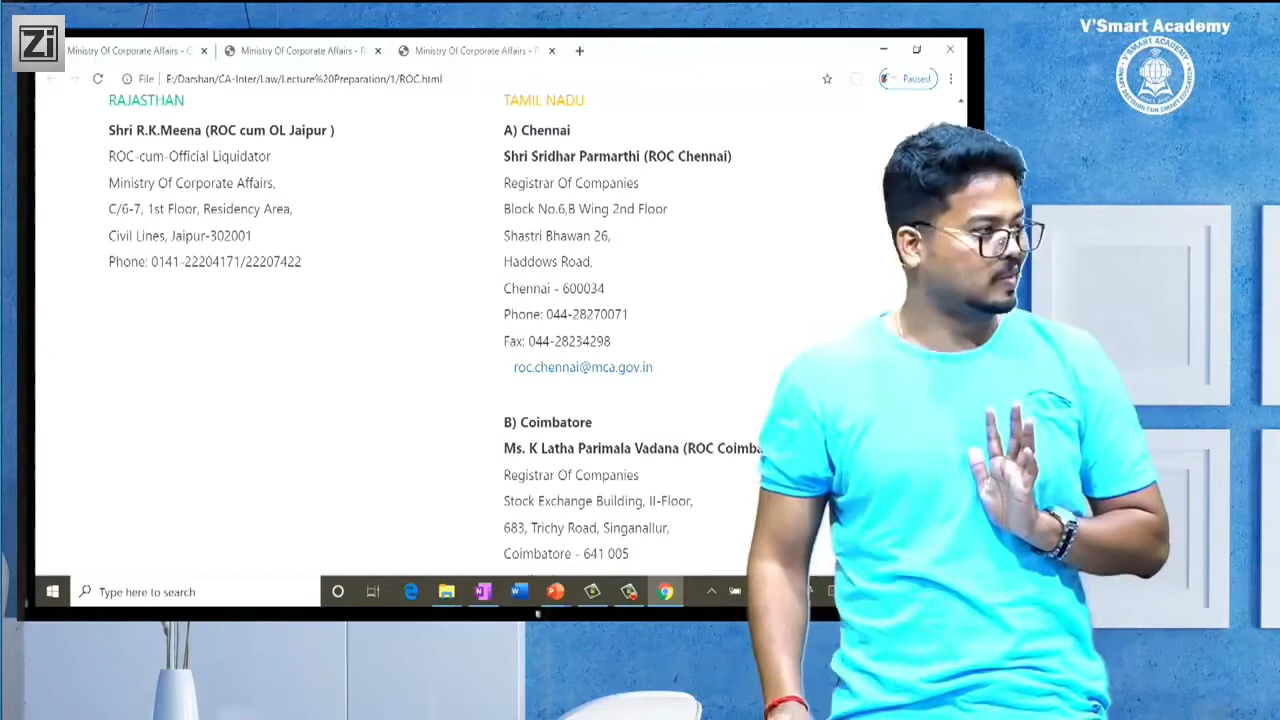 Zi
V'Smart Academy
Ministry Of Corporate Affairs - C
Ministry Of Corporate Affairs - R
Ministry Of Corporate Affairs - R
File
E:/Darshan/CA-Inter/Law/Lecture%20Preparation/1/ROC.html
Paused
RAJASTHAN
Shri R.K.Meena (ROC cum OL Jaipur )
ROC-cum-Official Liquidator
Ministry Of Corporate Affairs,
C/6-7, 1st Floor, Residency Area,
Civil Lines, Jaipur-302001
Phone: 0141-22204171/22207422
TAMIL NADU
A) Chennai
Shri Sridhar Parmarthi (ROC Chennai)
Registrar Of Companies
Block No.6,B Wing 2nd Floor
Shastri Bhawan 26,
Haddows Road,
Chennai - 600034
Phone: 044-28270071
Fax: 044-28234298
roc.chennai@mca.gov.in
B) Coimbatore
Ms. K Latha Parimala Vadana (ROC Coimba
Registrar Of Companies
Stock Exchange Building, II-Floor,
683, Trichy Road, Singanallur,
Coimbatore - 641 005
Type here to search